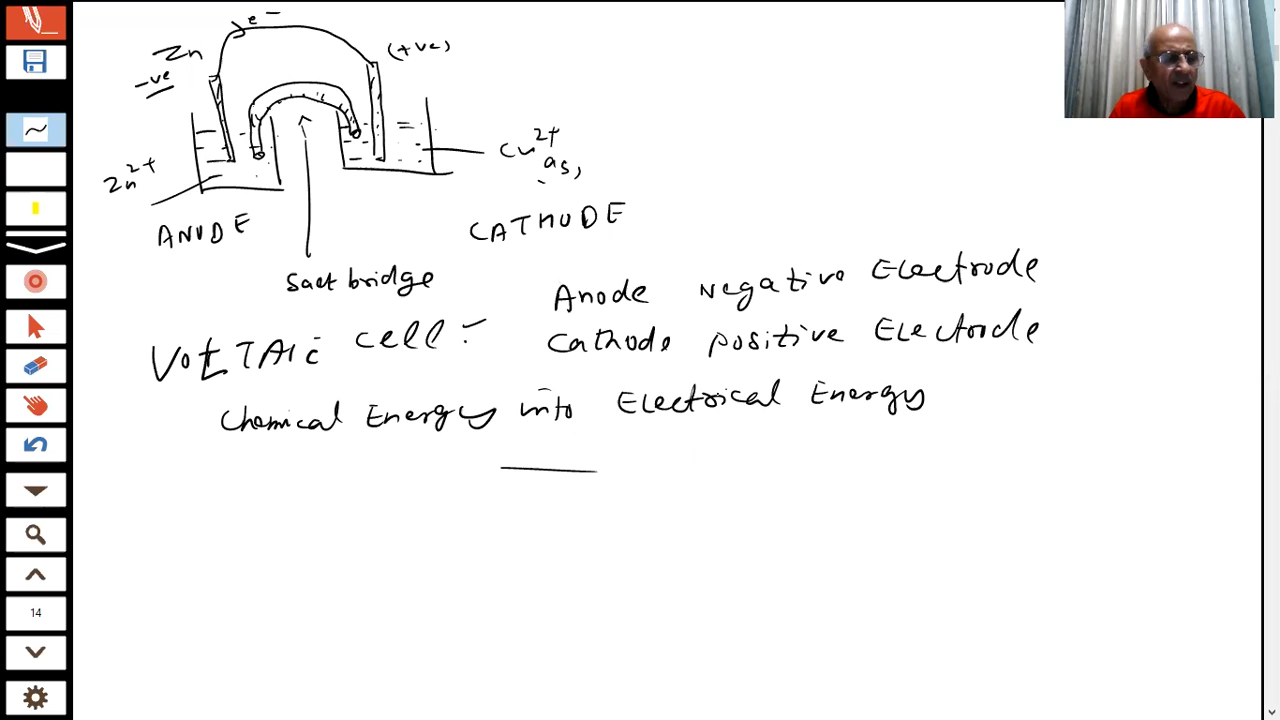 e-
Zn
(+ve)
-ve
Cu2+
aq
Zn2+
ANODE
CATHODE
Salt bridge
Anode Negative Electrode
VOLTAIC cell :-
Cathode positive Electrode
Chemical Energy into Electrical Energy
14